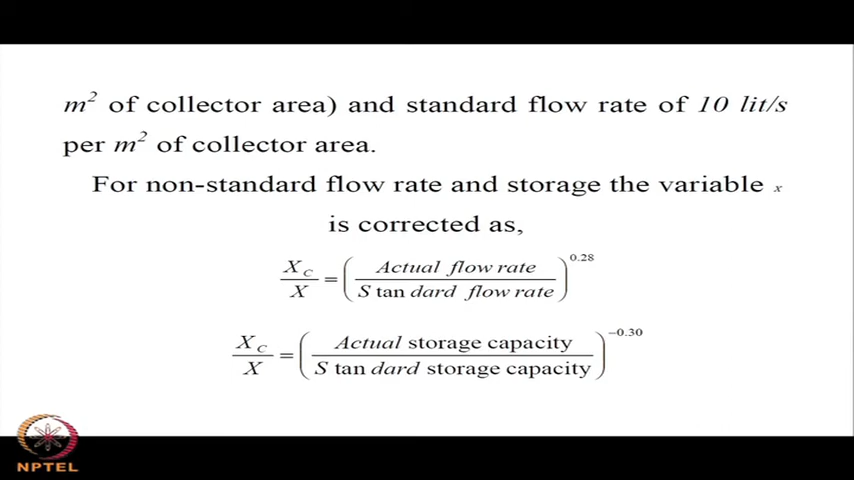 m² of collector area) and standard flow rate of 10 lit/s
per m² of collector area.
For non-standard flow rate and storage the variable x
is corrected as,
X_C / X = (Actual flow rate / S tan dard flow rate)^0.28
X_C / X = (Actual storage capacity / S tan dard storage capacity)^−0.30
NPTEL